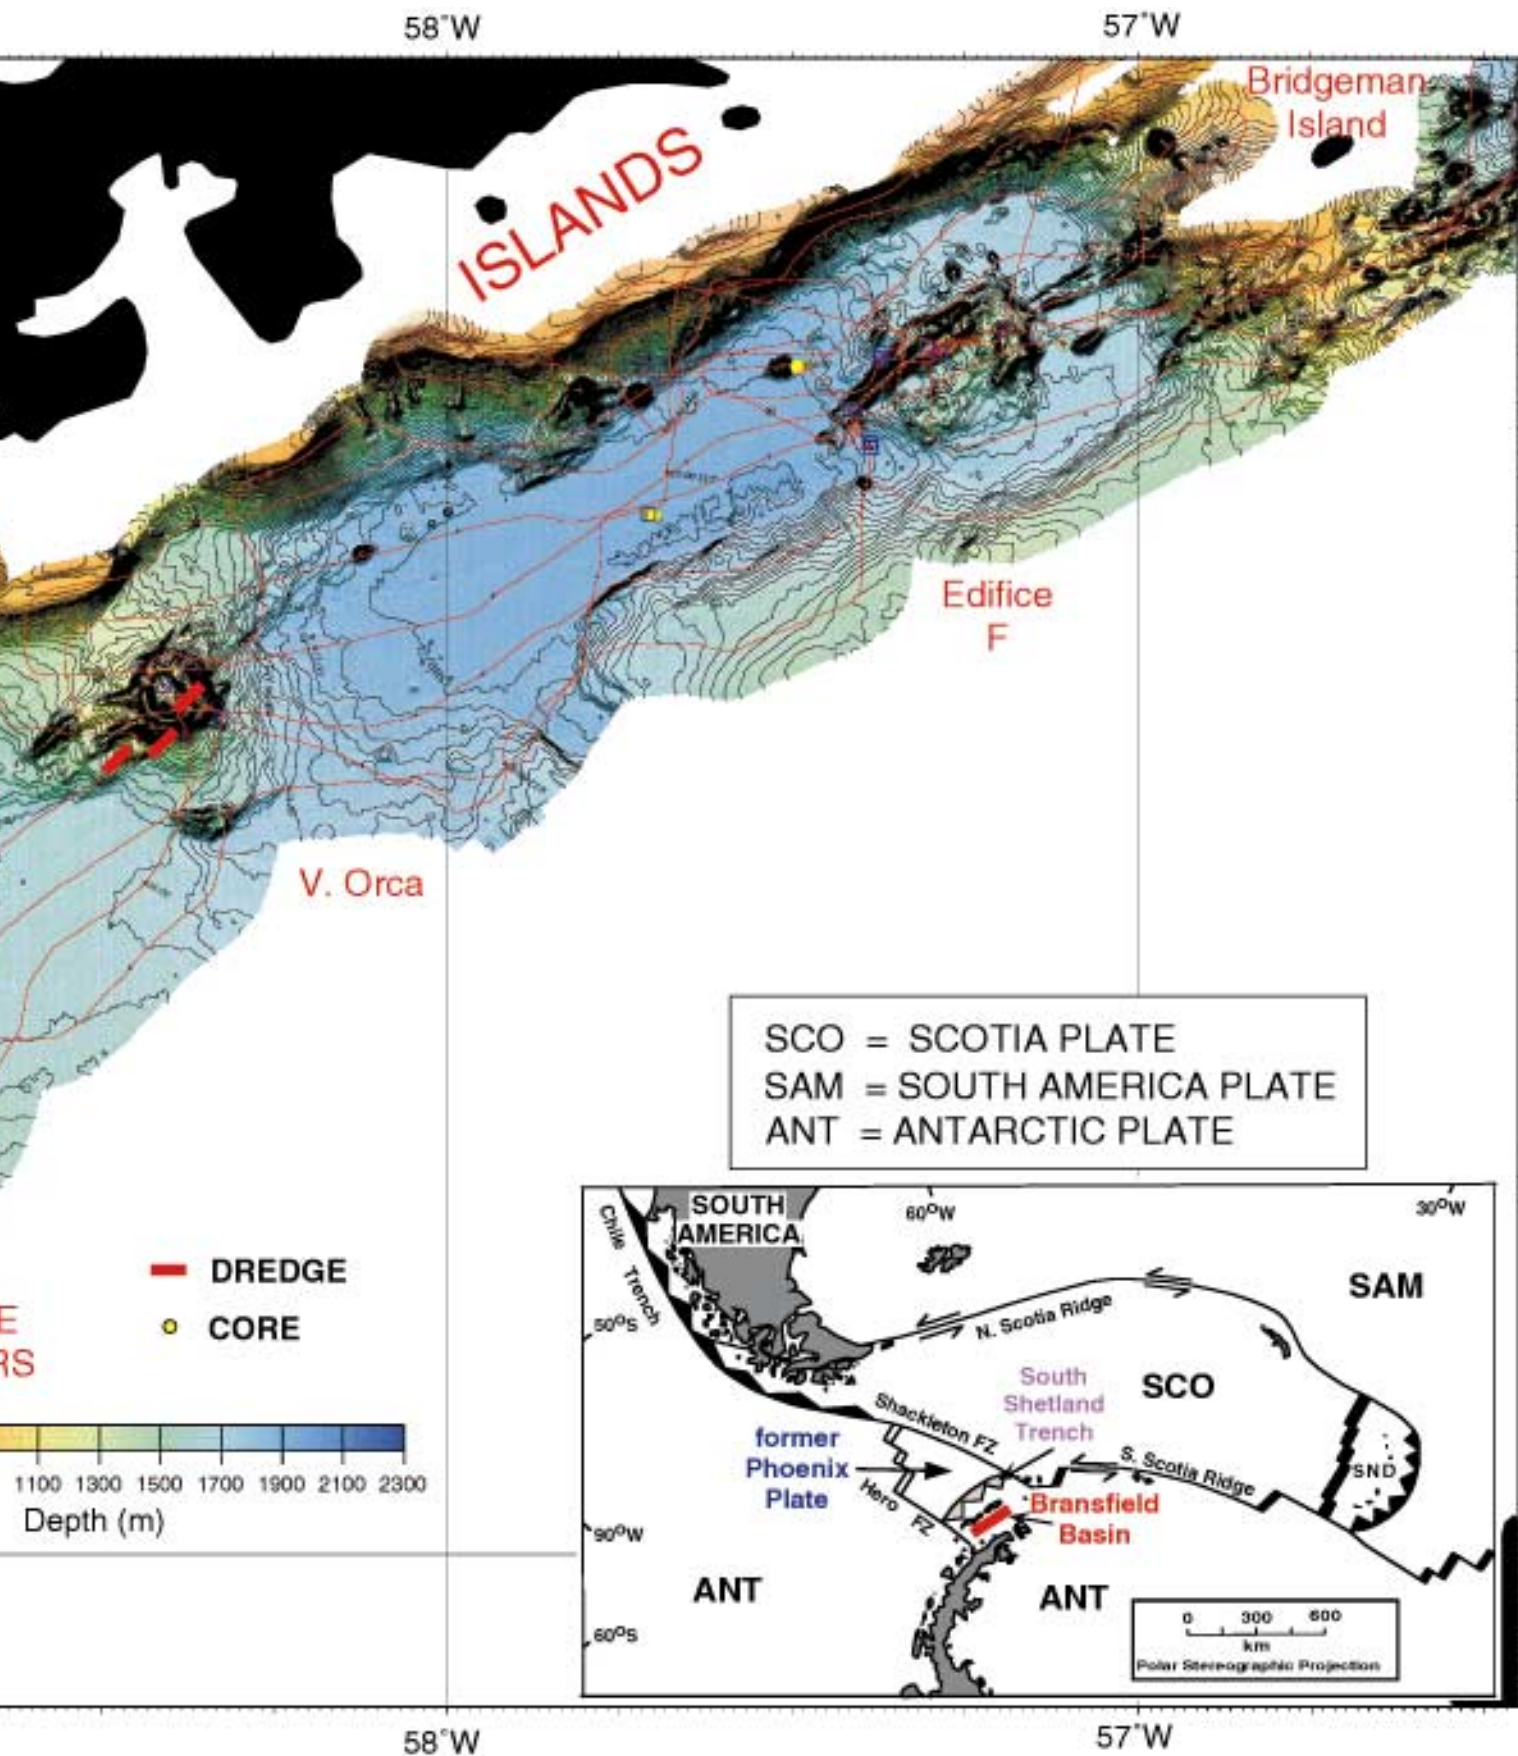 58°W
57°W
Bridgeman
Island
ISLANDS
Edifice
F
V. Orca
SCO = SCOTIA PLATE
SAM = SOUTH AMERICA PLATE
ANT = ANTARCTIC PLATE
DREDGE
CORE
E
RS
1100 1300 1500 1700 1900 2100 2300
Depth (m)
SOUTH
AMERICA
60°W
30°W
Chile Trench
SAM
50°S
N. Scotia Ridge
SCO
South
Shetland
Trench
Shackleton FZ
former
Phoenix
Plate
S. Scotia Ridge
SND
Hero FZ
Bransfield
Basin
90°W
ANT
ANT
0 300 600
km
Polar Stereographic Projection
60°S
58°W
57°W